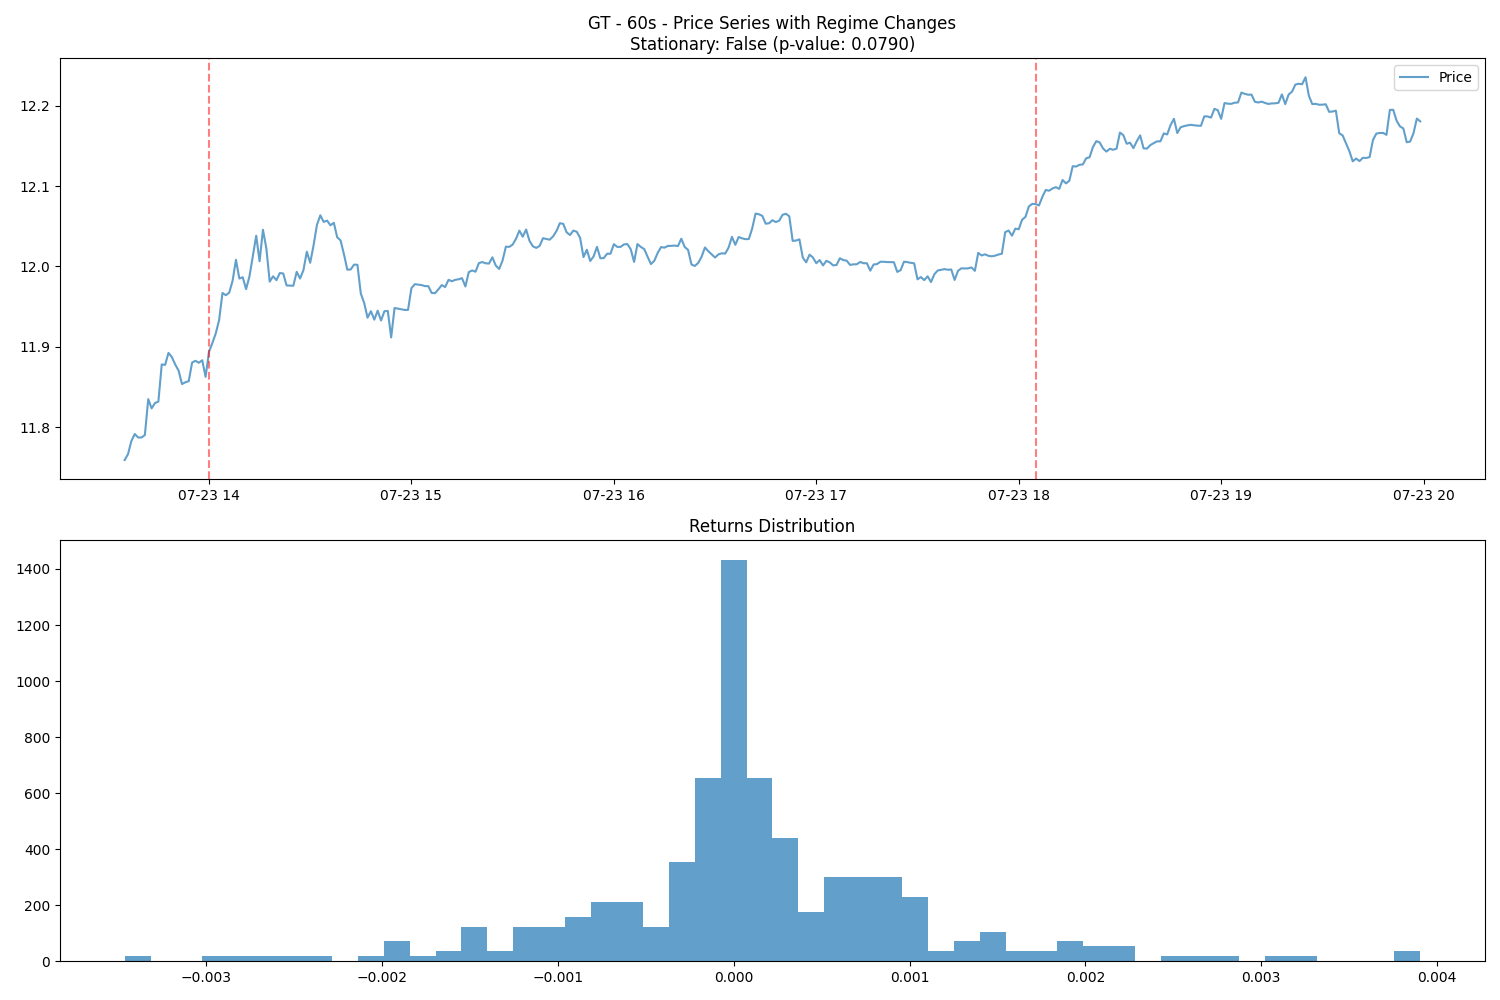 GT - 60s - Price Series with Regime Changes
Stationary: False (p-value: 0.0790)
Price
12.2
12.1
12.0
11.9
11.8
07-23 14 07-23 15 07-23 16 07-23 17 07-23 18 07-23 19 07-23 20
Returns Distribution
1400
1200
1000
800
600
400
200
0
−0.003 −0.002 −0.001 0.000 0.001 0.002 0.003 0.004